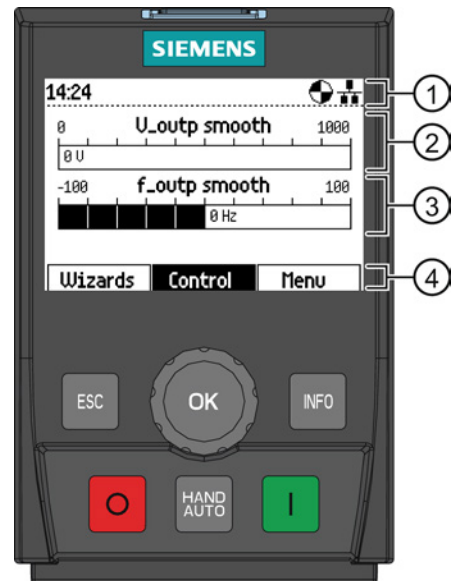 SIEMENS
14:24
1
0 V_outp smooth 1000
0 V
2
-100 f_outp smooth 100
0 Hz
3
Wizards Control Menu
4
ESC OK INFO
HAND
AUTO